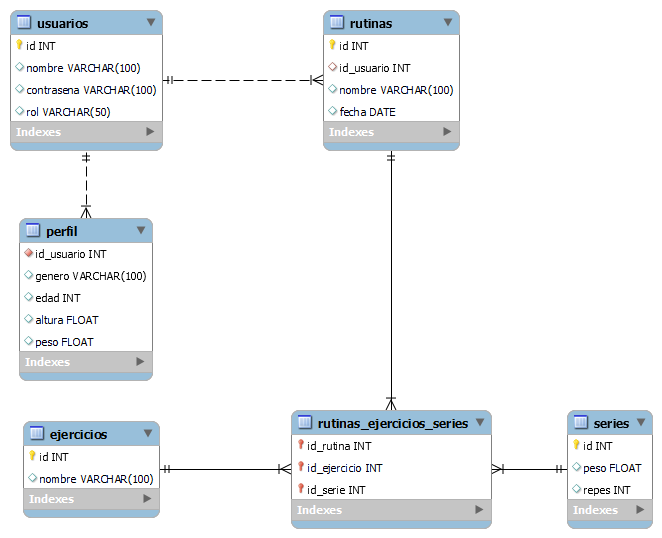 usuarios
id INT
nombre VARCHAR(100)
contrasena VARCHAR(100)
rol VARCHAR(50)
Indexes
rutinas
id INT
id_usuario INT
nombre VARCHAR(100)
fecha DATE
Indexes
perfil
id_usuario INT
genero VARCHAR(100)
edad INT
altura FLOAT
peso FLOAT
Indexes
ejercicios
id INT
nombre VARCHAR(100)
Indexes
rutinas_ejercicios_series
id_rutina INT
id_ejercicio INT
id_serie INT
Indexes
series
id INT
peso FLOAT
repes INT
Indexes